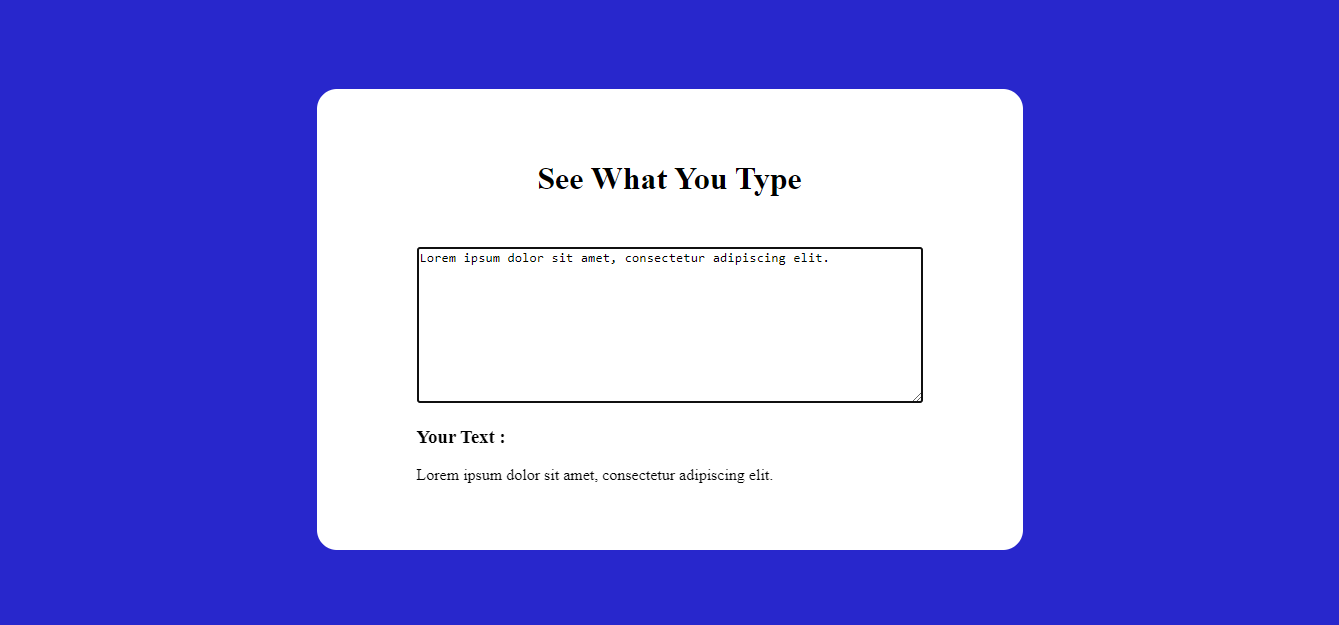 See What You Type
Lorem ipsum dolor sit amet, consectetur adipiscing elit.
Your Text :
Lorem ipsum dolor sit amet, consectetur adipiscing elit.